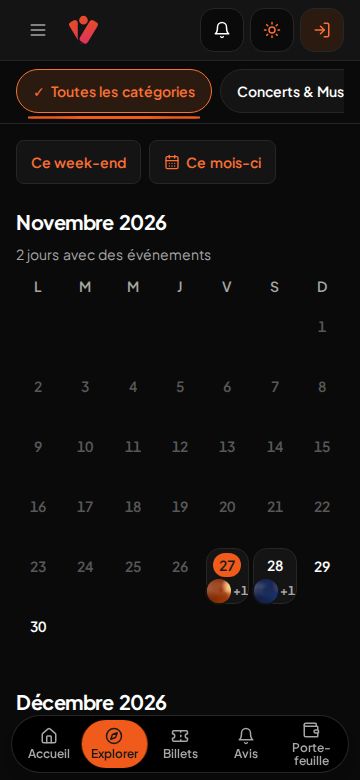 ✓ Toutes les catégories Concerts & Mus
Ce week-end Ce mois-ci
Novembre 2026
2 jours avec des événements
L M M J V S D
1
2 3 4 5 6 7 8
9 10 11 12 13 14 15
16 17 18 19 20 21 22
23 24 25 26 27 28 29
+1 +1
30
Décembre 2026
Accueil Explorer Billets Avis Porte-
feuille